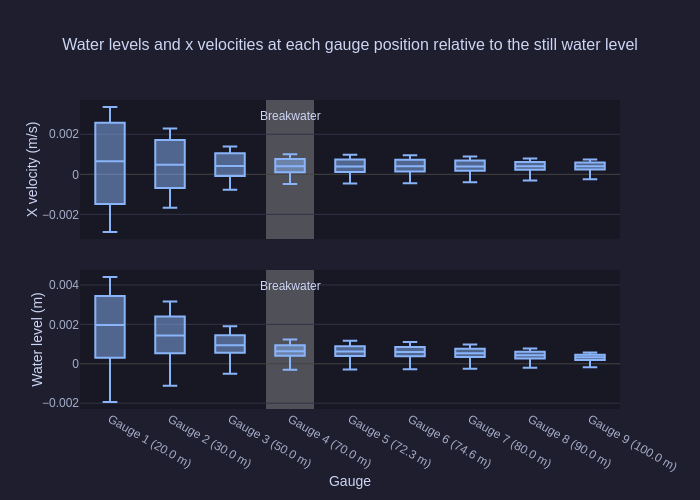 Water levels and x velocities at each gauge position relative to the still water level
X velocity (m/s)
0.002
0
−0.002
Breakwater
Water level (m)
0.004
0.002
0
−0.002
Breakwater
Gauge 1 (20.0 m)
Gauge 2 (30.0 m)
Gauge 3 (50.0 m)
Gauge 4 (70.0 m)
Gauge 5 (72.3 m)
Gauge 6 (74.6 m)
Gauge 7 (80.0 m)
Gauge 8 (90.0 m)
Gauge 9 (100.0 m)
Gauge